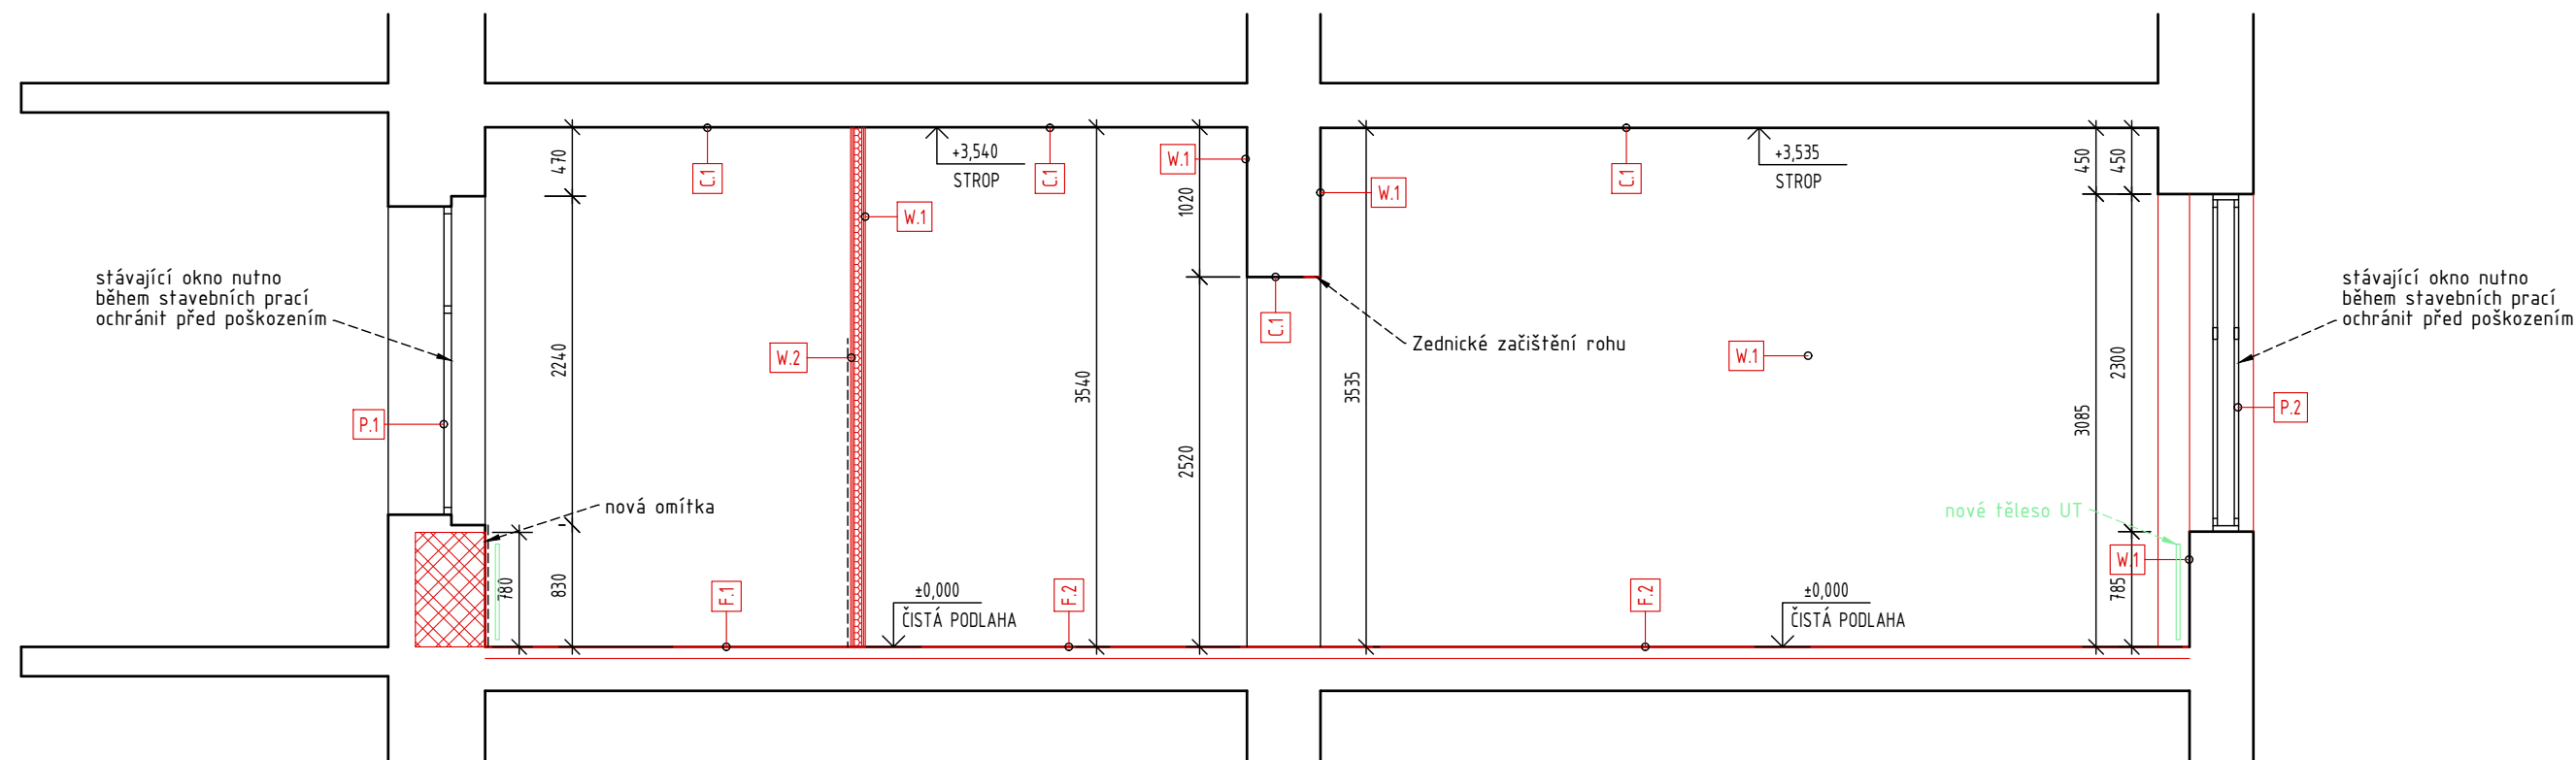 470
C.1
+3,540
STROP
C.1
W.1
1020
W.1
C.1
+3,535
STROP
450
450
W.1
stávající okno nutno
během stavebních prací
ochránit před poškozením
C.1
Zednické začištění rohu
stávající okno nutno
během stavebních prací
ochránit před poškozením
2240
W.2
3540
3535
W.1
2300
3085
P.1
P.2
2520
nová omítka
nové těleso UT
780
830
F.1
±0,000
ČISTÁ PODLAHA
F.2
F.2
±0,000
ČISTÁ PODLAHA
W.1
785